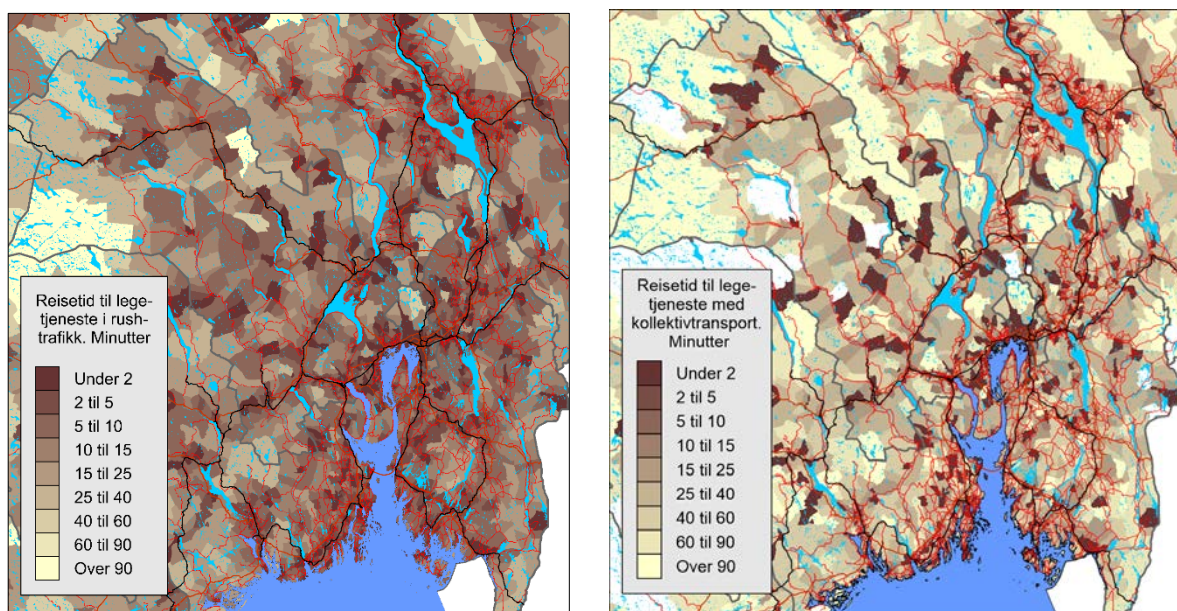 Reisetid til lege-
tjeneste i rush-
trafikk. Minutter
Under 2
2 til 5
5 til 10
10 til 15
15 til 25
25 til 40
40 til 60
60 til 90
Over 90
Reisetid til lege-
tjeneste med
kollektivtransport.
Minutter
Under 2
2 til 5
5 til 10
10 til 15
15 til 25
25 til 40
40 til 60
60 til 90
Over 90